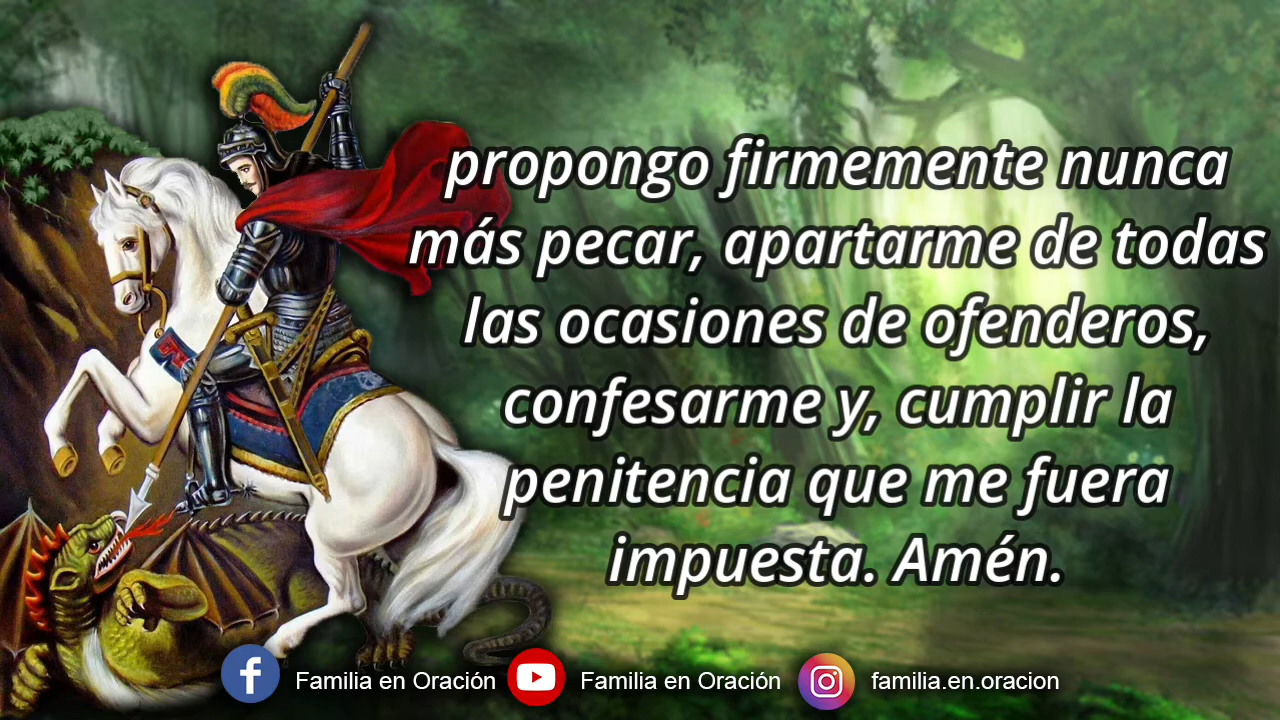 propongo firmemente nunca
más pecar, apartarme de todas
las ocasiones de ofenderos,
confesarme y, cumplir la
penitencia que me fuera
impuesta. Amén.
Familia en Oración
Familia en Oración
familia.en.oracion